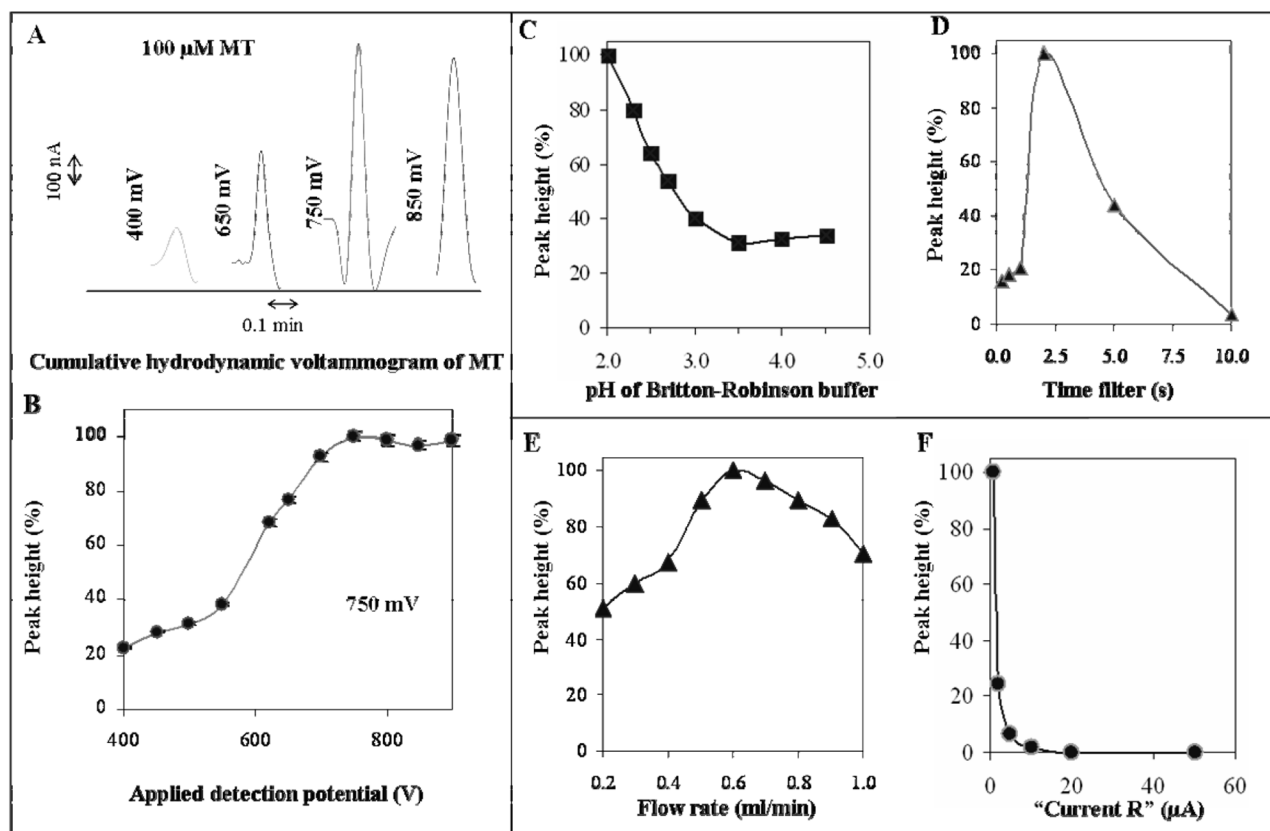 A
100 µM MT
100 nA
400 mV
650 mV
750 mV
850 mV
0.1 min
Cumulative hydrodynamic voltammogram of MT
B
Peak height (%)
100
80
60
40
20
0
750 mV
400
600
800
Applied detection potential (V)
C
Peak height (%)
100
80
60
40
20
0
2.0
3.0
4.0
5.0
pH of Britton-Robinson buffer
D
Peak height (%)
100
80
60
40
20
0
0.0
2.5
5.0
7.5
10.0
Time filter (s)
E
Peak height (%)
100
80
60
40
20
0
0.2
0.4
0.6
0.8
1.0
Flow rate (ml/min)
F
Peak height (%)
100
80
60
40
20
0
0
20
40
60
"Current R" (µA)